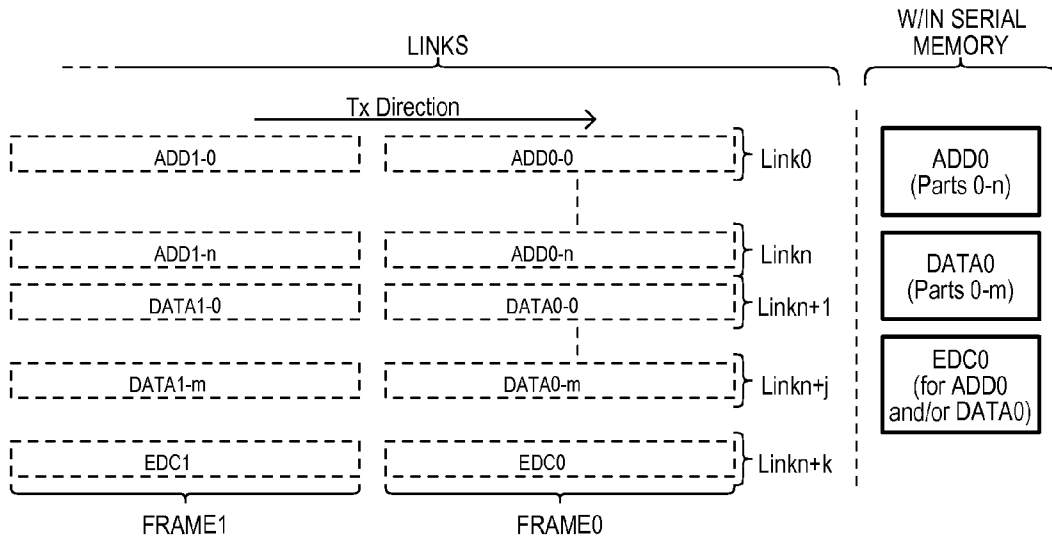 LINKS
W/IN SERIAL
MEMORY
Tx Direction
ADD1-0
ADD0-0
Link0
ADD0
(Parts 0-n)
ADD1-n
ADD0-n
Linkn
DATA1-0
DATA0-0
Linkn+1
DATA0
(Parts 0-m)
DATA1-m
DATA0-m
Linkn+j
EDC0
(for ADD0
and/or DATA0)
EDC1
EDC0
Linkn+k
FRAME1
FRAME0